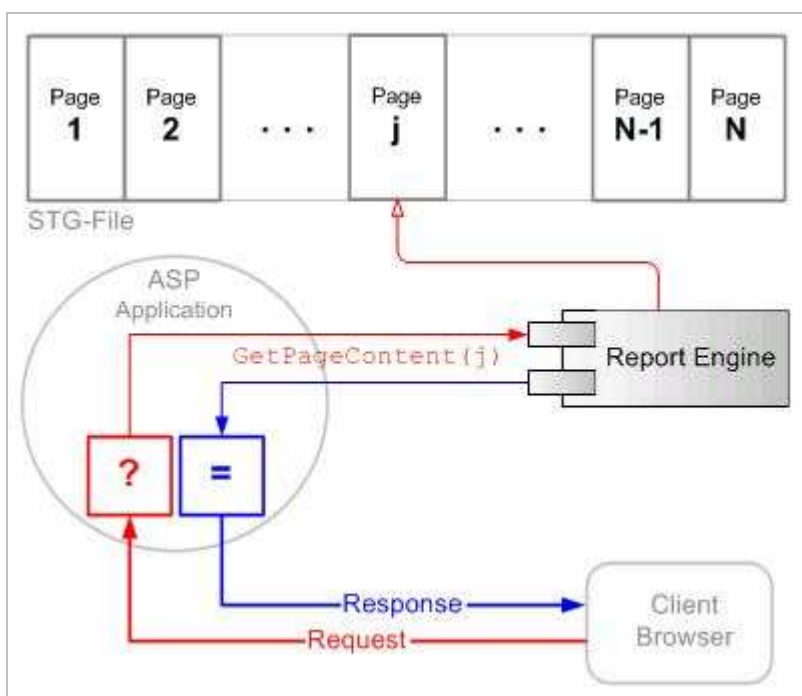 Page 1
Page 2
. . .
Page j
. . .
Page N-1
Page N
STG-File
ASP
Application
GetPageContent(j)
Report Engine
?
=
Response
Request
Client
Browser